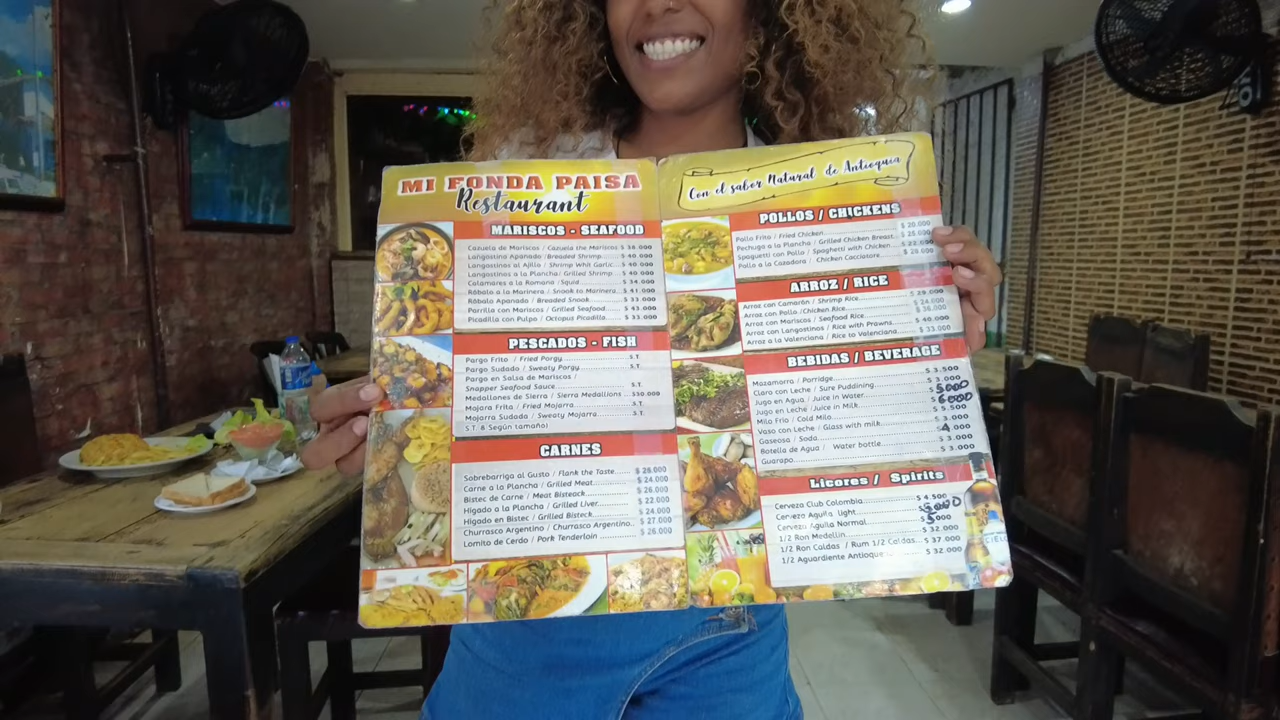 MI FONDA PAISA
Restaurant
MARISCOS - SEAFOOD
Cazuela de Mariscos / Cazuela the Mariscos $ 38.000
Langostino Apanado / Breaded Shrimp... $ 40.000
Langostinos al Ajillo / Shrimp Whit Garlic... $ 40.000
Langostinos a la Plancha / Grilled Shrimp... $ 40.000
Calamares a la Romana / Squid... $ 34.000
Róbalo a la Marinera / Snook to Marineru... $ 41.000
Róbalo Apanado / Breaded Snook... $ 33.000
Parrilla con Mariscos / Grilled Seafood... $ 43.000
Picadillo con Pulpo / Octopus Picadillo... $ 33.000
PESCADOS - FISH
Pargo Frito / Fried Porgy... S.T.
Pargo Sudado / Sweaty Porgy... S.T.
Pargo en Salsa de Mariscos /
Snapper Seafood Sauce... S.T.
Medallones de Sierra / Sierra Medallions ...$30.000
Mojara Frita / Fried Mojarra... S.T.
Mojarra Sudada / Sweaty Mojarra... S.T.
S.T. & Según tamaño)
CARNES
Sobrebarriga al Gusto / Flank the Taste... $ 26.000
Carne a la Plancha / Grilled Meat... $ 24.000
Bistec de Carne / Meat Bisteack... $ 26.000
Higado a la Plancha / Grilled Liver... $ 22.000
Higado en Bistec / Grilled Bisteck... $ 24.000
Churrasco Argentino / Churrasco Argentino.. $ 27.000
Lomito de Cerdo / Pork Tenderloin ... $ 26.000
Con el sabor Natural de Antioquia
POLLOS / CHICKENS
Pollo Frito / Fried Chicken... $ 20.000
Pechuga a la Plancha / Grilled Chicken Breast... $ 25.000
Spaguetti con Pollo / Spaghetti with Chicken... $ 22.000
Pollo a la Cazadora / Chicken Cacciatore... $ 28.000
ARROZ / RICE
Arroz con Camarón / Shrimp Rice... $ 29.000
Arroz con Pollo / Chicken Rice... $ 24.000
Arroz con Mariscos / Seafood Rice... $ 36.000
Arroz con Langostinos / Rice with Prawns... $ 40.000
Arroz a la Valenciana / Rice to Valenciana.. $ 33.000
BEBIDAS / BEVERAGE
Mazamorra / Porridge... $ 3.500
Claro con Leche / Sure Puddining... $ 3.000
Jugo en Agua / Juice in Water... 5000
Jugo en Leche / Juice in Milk... 6000
Milo Frio / Cold Milo... $ 5.500
Vaso con Leche / Glass with milk... $ 3.000
Gaseosa / Soda... $ 4.000
Botella de Agua / Water bottle... $ 3.000
Guarapo... $ 3.000
Licores / Spirits
Cerveza Club Colombia... $ 4.500
Cerveza Aguila light... 5000
Cerveza Aguila Normal... $ 5000
1/2 Ron Medellin... $ 32.000
1/2 Ron Caldas / Rum 1/2 Caldas... $ 37.000
1/2 Aguardiente Antioque... $ 32.000
CIELO